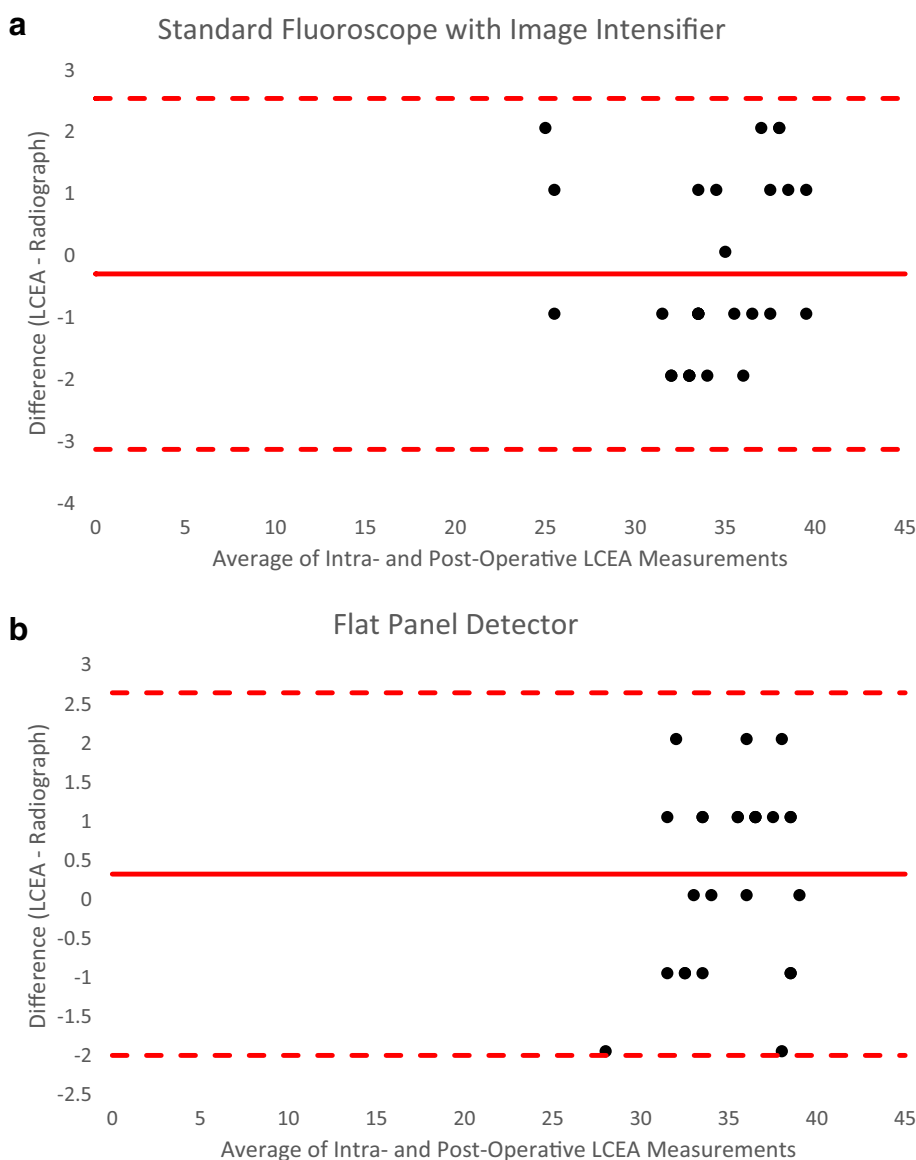 a
Standard Fluoroscope with Image Intensifier
Difference (LCEA - Radiograph)
3
2
1
0
-1
-2
-3
-4
0 5 10 15 20 25 30 35 40 45
Average of Intra- and Post-Operative LCEA Measurements
b
Flat Panel Detector
Difference (LCEA - Radiograph)
3
2.5
2
1.5
1
0.5
0
-0.5
-1
-1.5
-2
-2.5
0 5 10 15 20 25 30 35 40 45
Average of Intra- and Post-Operative LCEA Measurements